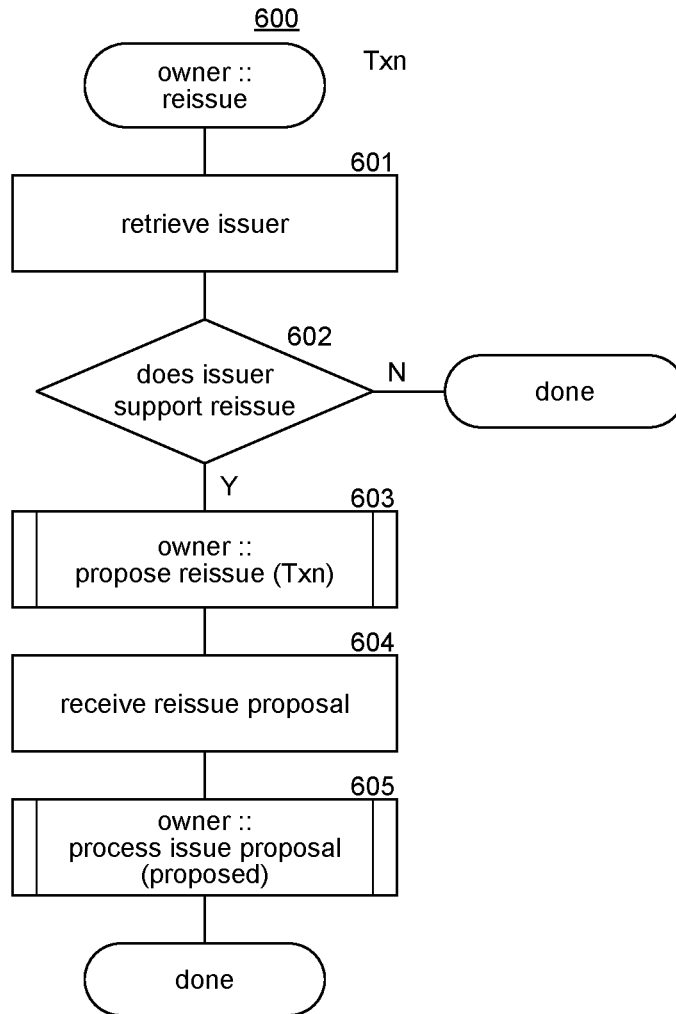 600
owner ::
reissue
Txn
601
retrieve issuer
602
does issuer
support reissue
N
done
Y
603
owner ::
propose reissue (Txn)
604
receive reissue proposal
605
owner ::
process issue proposal
(proposed)
done